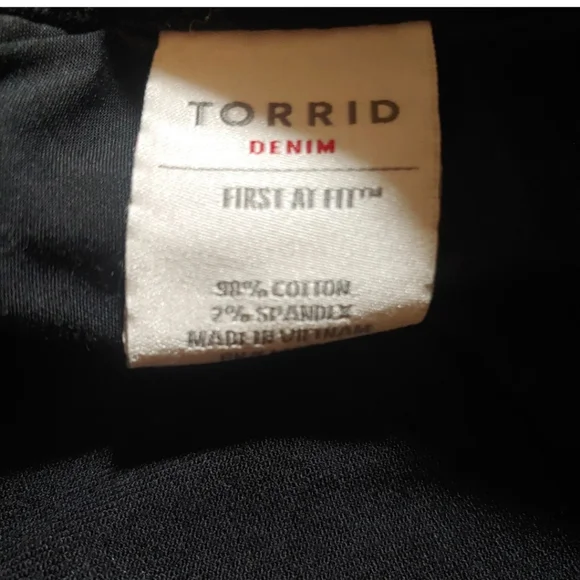 TORRID
DENIM
FIRST AT FIT™
98% COTTON
2% SPANDEX
MADE IN VIETNAM